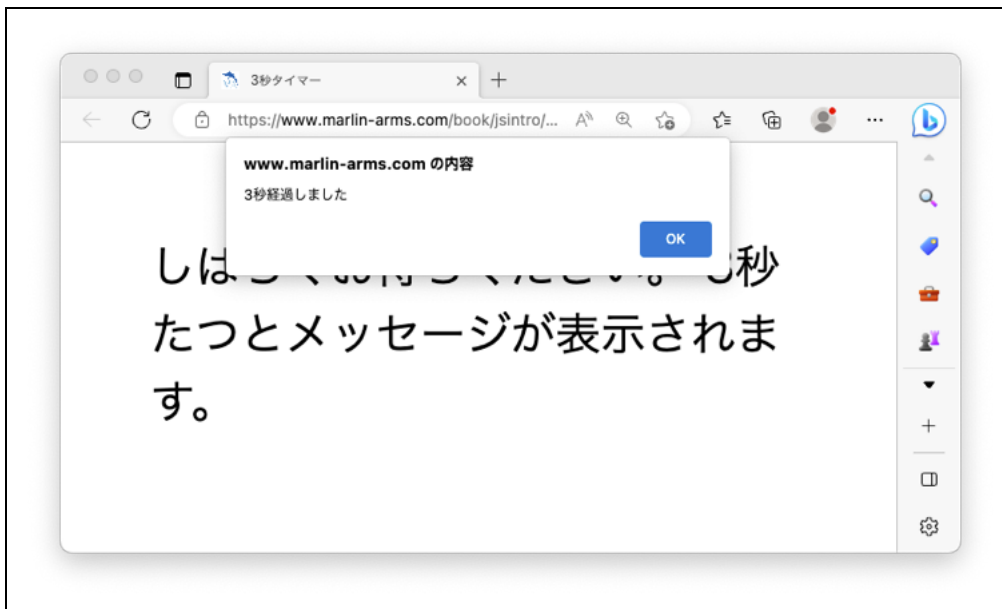 3秒タイマー
https://www.marlin-arms.com/book/jsintro/...
www.marlin-arms.com の内容
3秒経過しました
OK
秒
たつとメッセージが表示されま
す。